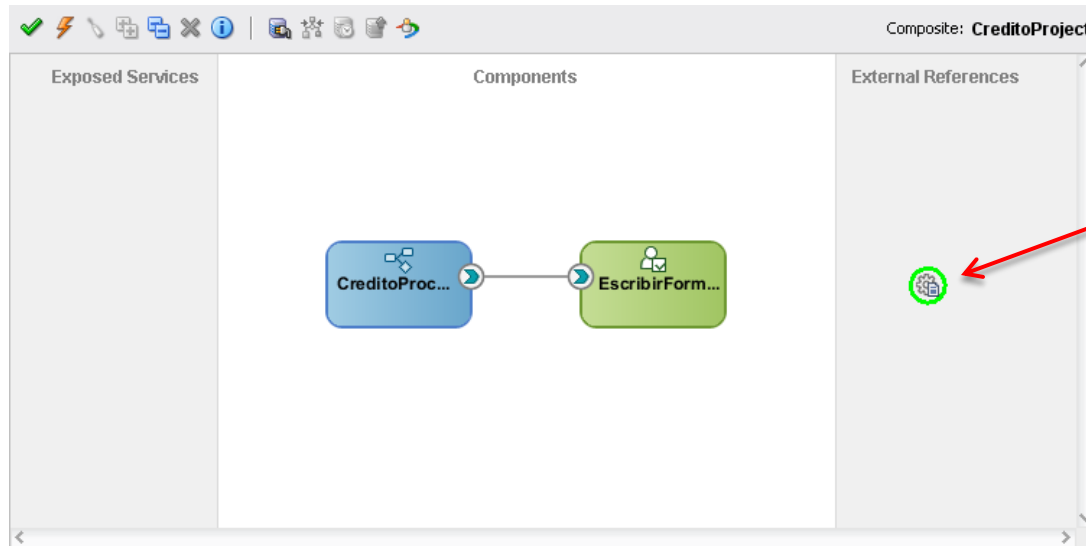 Composite: CreditoProject
Exposed Services
Components
External References
CreditoProc...
EscribirForm...